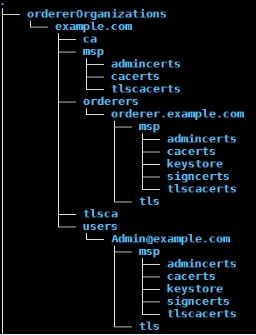 .
ordererOrganizations
example.com
ca
msp
admincerts
cacerts
tlscacerts
orderers
orderer.example.com
msp
admincerts
cacerts
keystore
signcerts
tlscacerts
tls
tlsca
users
Admin@example.com
msp
admincerts
cacerts
keystore
signcerts
tlscacerts
tls